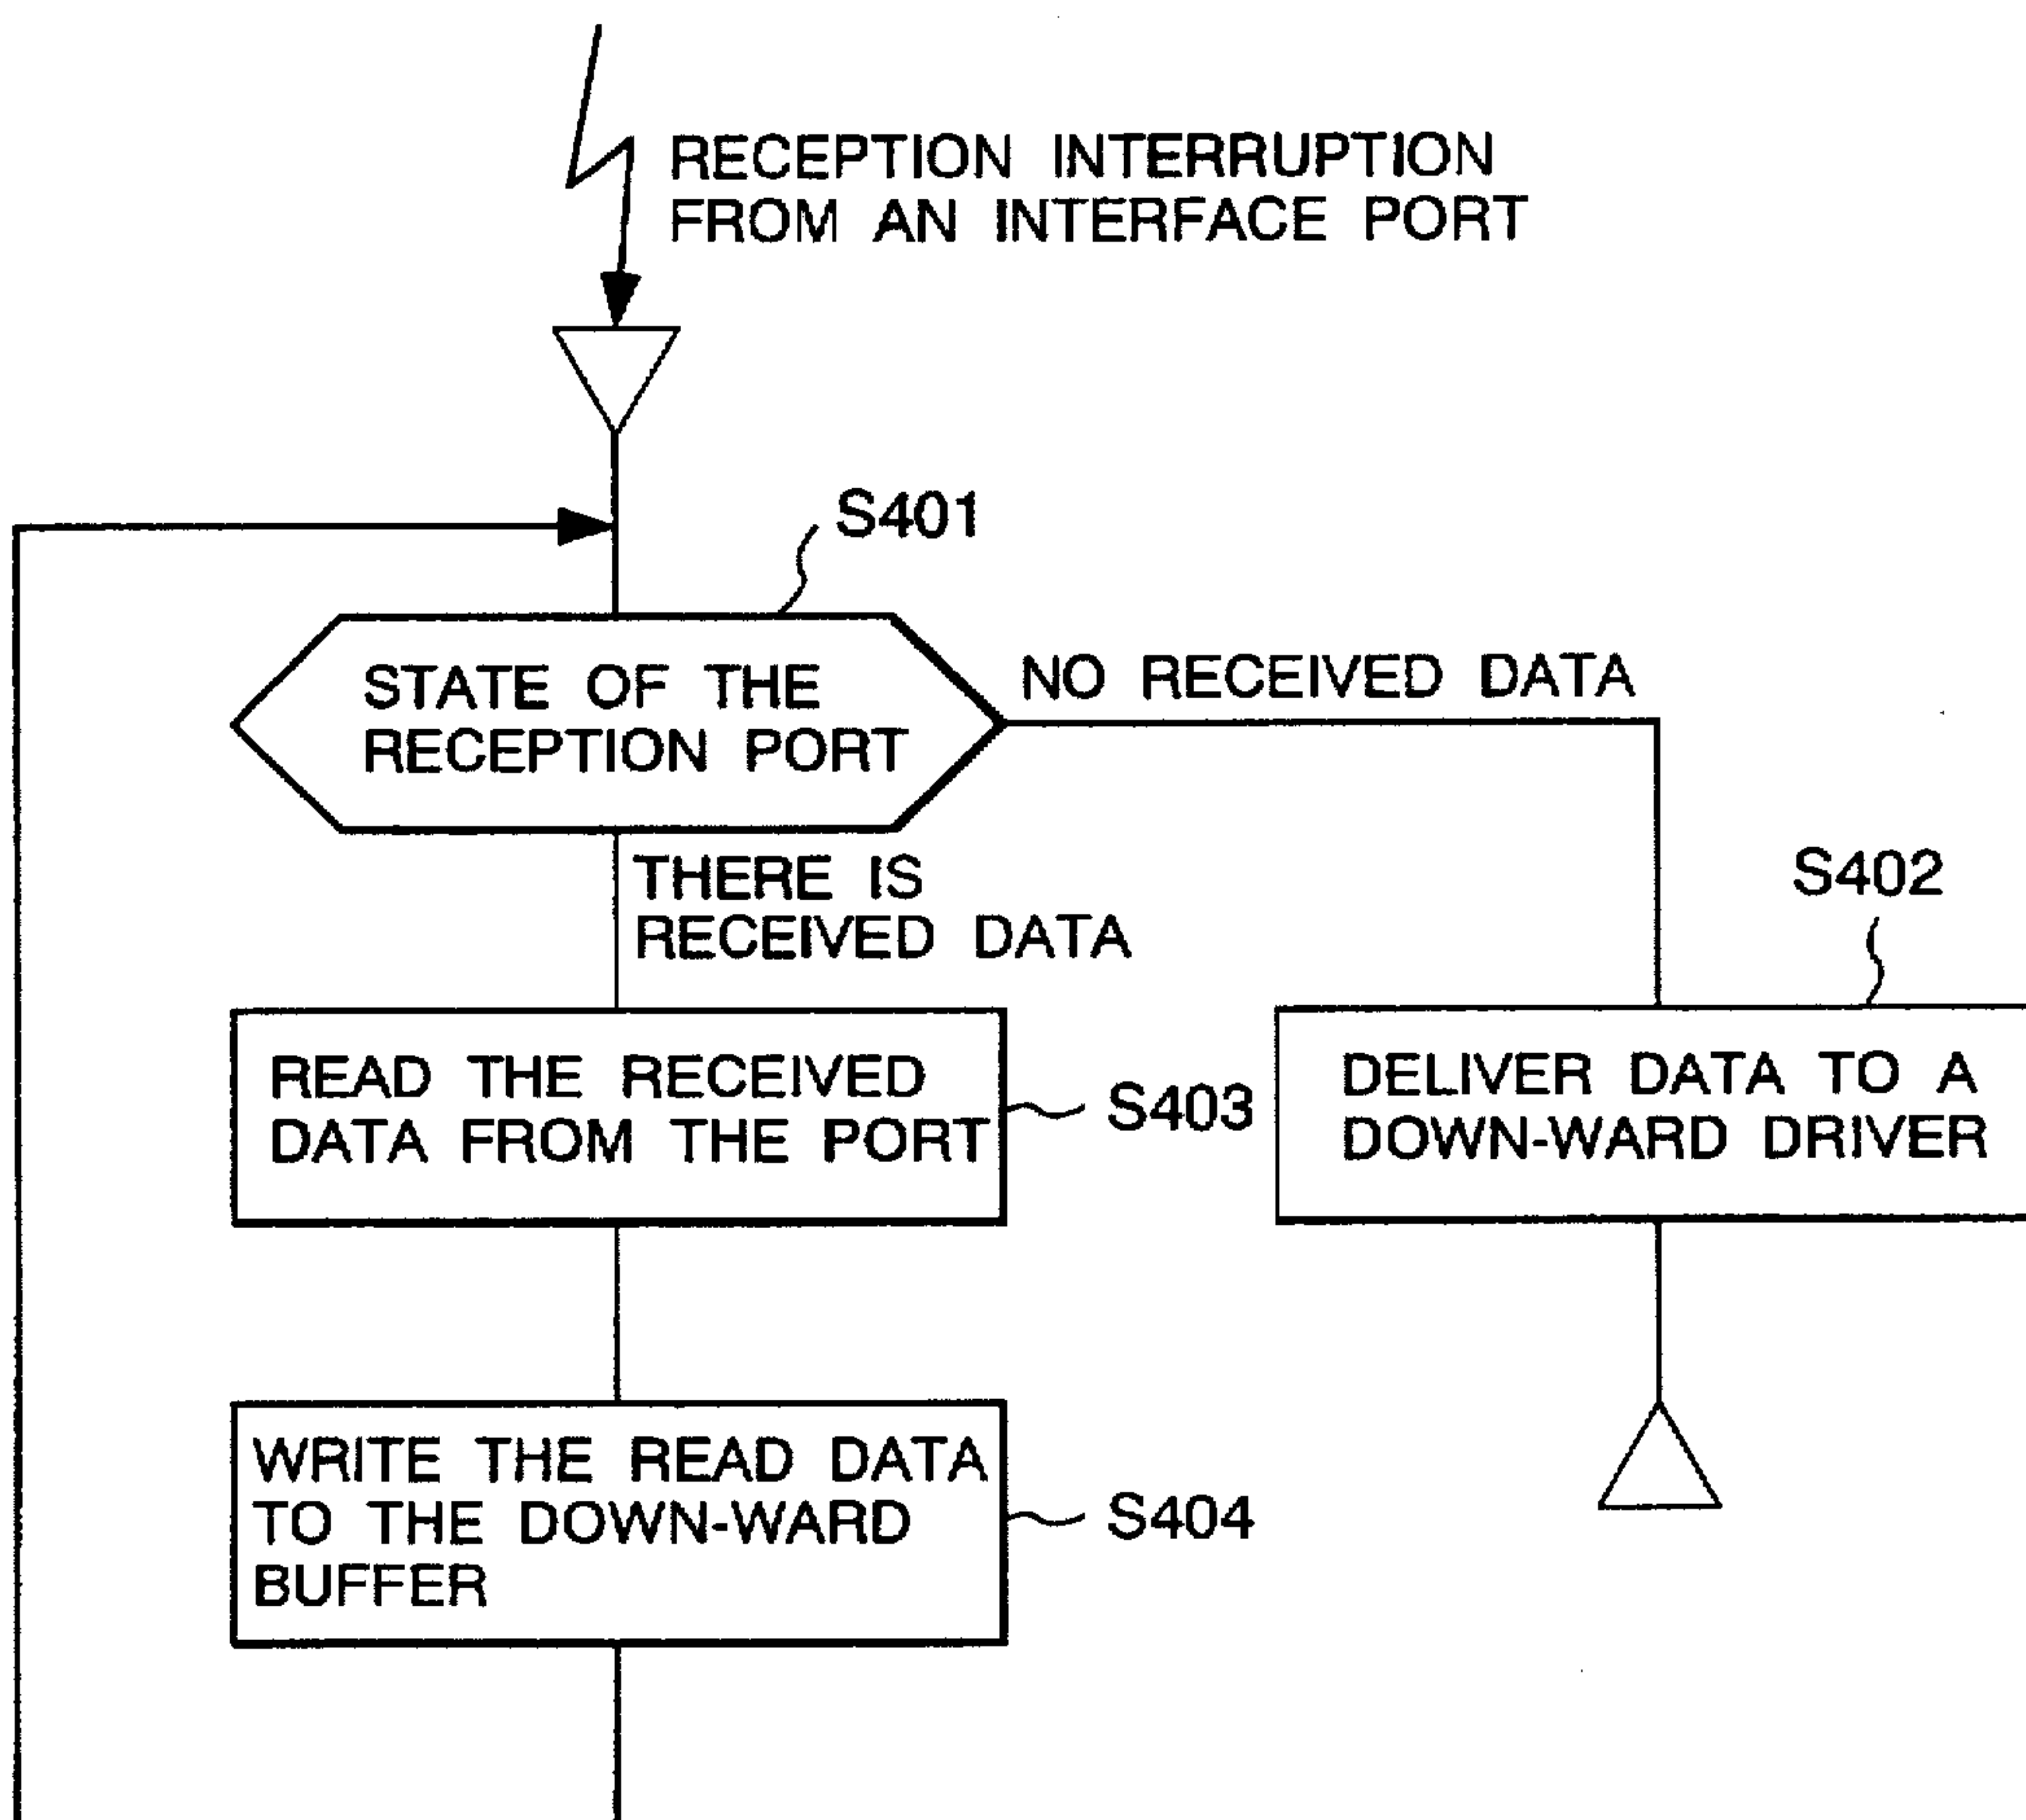 RECEPTION INTERRUPTION
FROM AN INTERFACE PORT
S401
STATE OF THE
RECEPTION PORT
NO RECEIVED DATA
THERE IS
RECEIVED DATA
S402
READ THE RECEIVED
DATA FROM THE PORT
S403
DELIVER DATA TO A
DOWN-WARD DRIVER
WRITE THE READ DATA
TO THE DOWN-WARD
BUFFER
S404